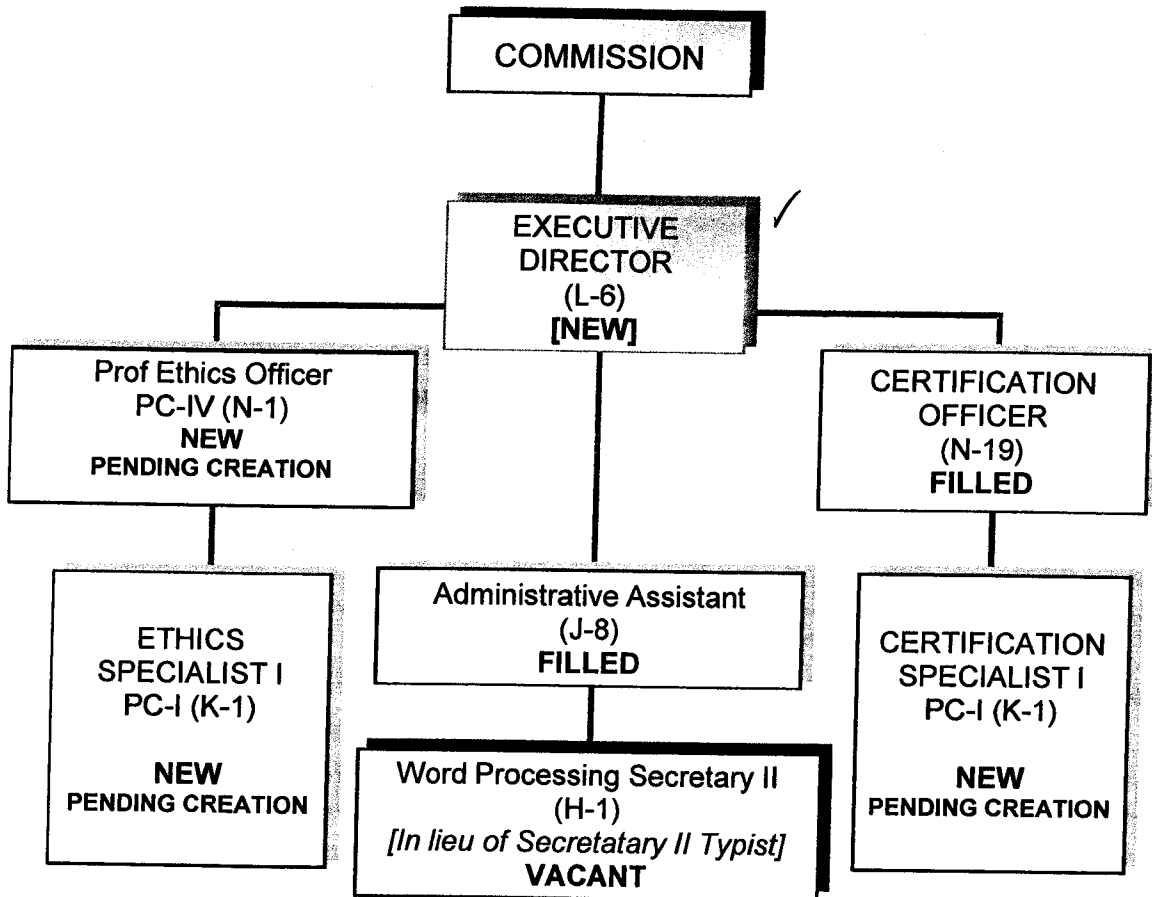 COMMISSION
EXECUTIVE
DIRECTOR
(L-6)
[NEW]
Prof Ethics Officer
PC-IV (N-1)
NEW
PENDING CREATION
CERTIFICATION
OFFICER
(N-19)
FILLED
ETHICS
SPECIALIST I
PC-I (K-1)
NEW
PENDING CREATION
Administrative Assistant
(J-8)
FILLED
CERTIFICATION
SPECIALIST I
PC-I (K-1)
NEW
PENDING CREATION
Word Processing Secretary II
(H-1)
[In lieu of Secretatary II Typist]
VACANT